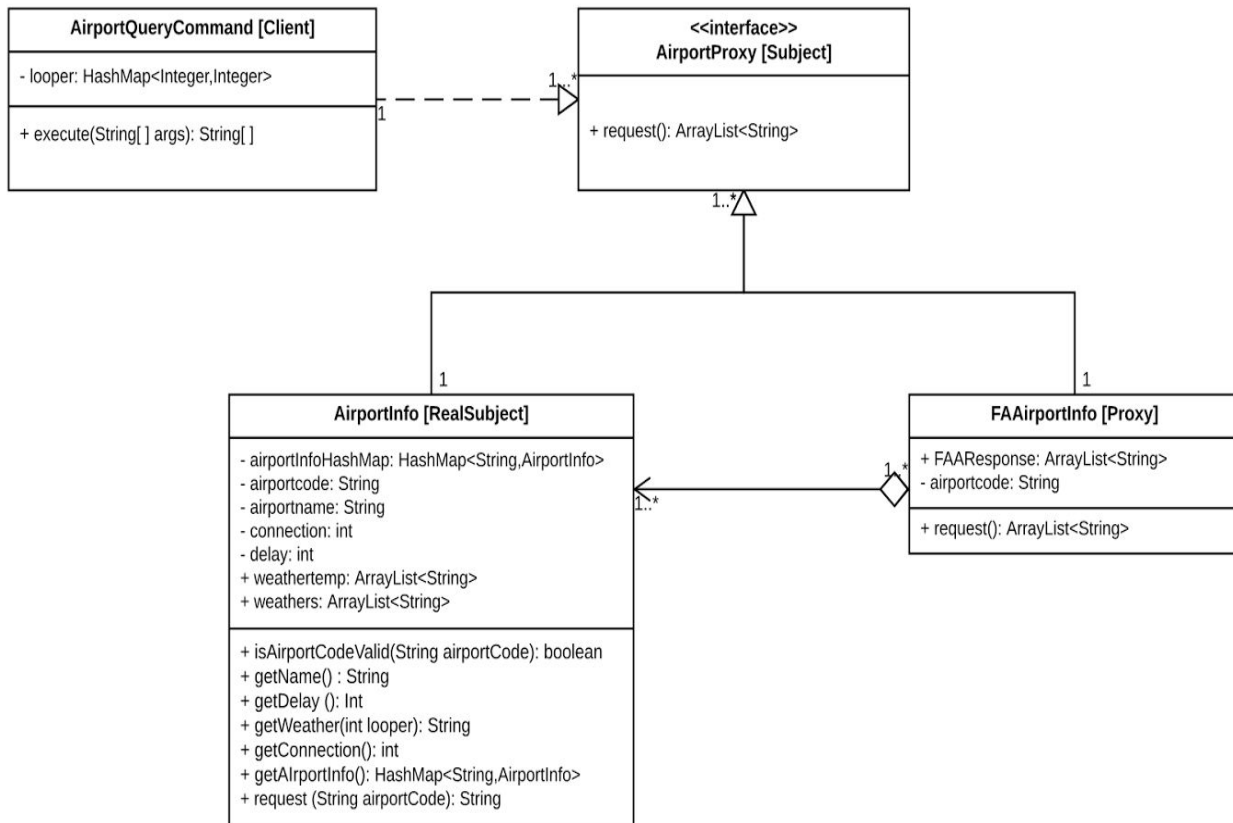 AirportQueryCommand [Client]
- looper: HashMap<Integer,Integer>
+ execute(String[ ] args): String[ ]
1
1...*
<<interface>>
AirportProxy [Subject]
+ request(): ArrayList<String>
1..*
1
1
AirportInfo [RealSubject]
- airportInfoHashMap: HashMap<String,AirportInfo>
- airportcode: String
- airportname: String
- connection: int
- delay: int
+ weathertemp: ArrayList<String>
+ weathers: ArrayList<String>
+ isAirportCodeValid(String airportCode): boolean
+ getName() : String
+ getDelay (): Int
+ getWeather(int looper): String
+ getConnection(): int
+ getAIrportInfo(): HashMap<String,AirportInfo>
+ request (String airportCode): String
1..*
1..*
FAAirportInfo [Proxy]
+ FAAResponse: ArrayList<String>
- airportcode: String
+ request(): ArrayList<String>